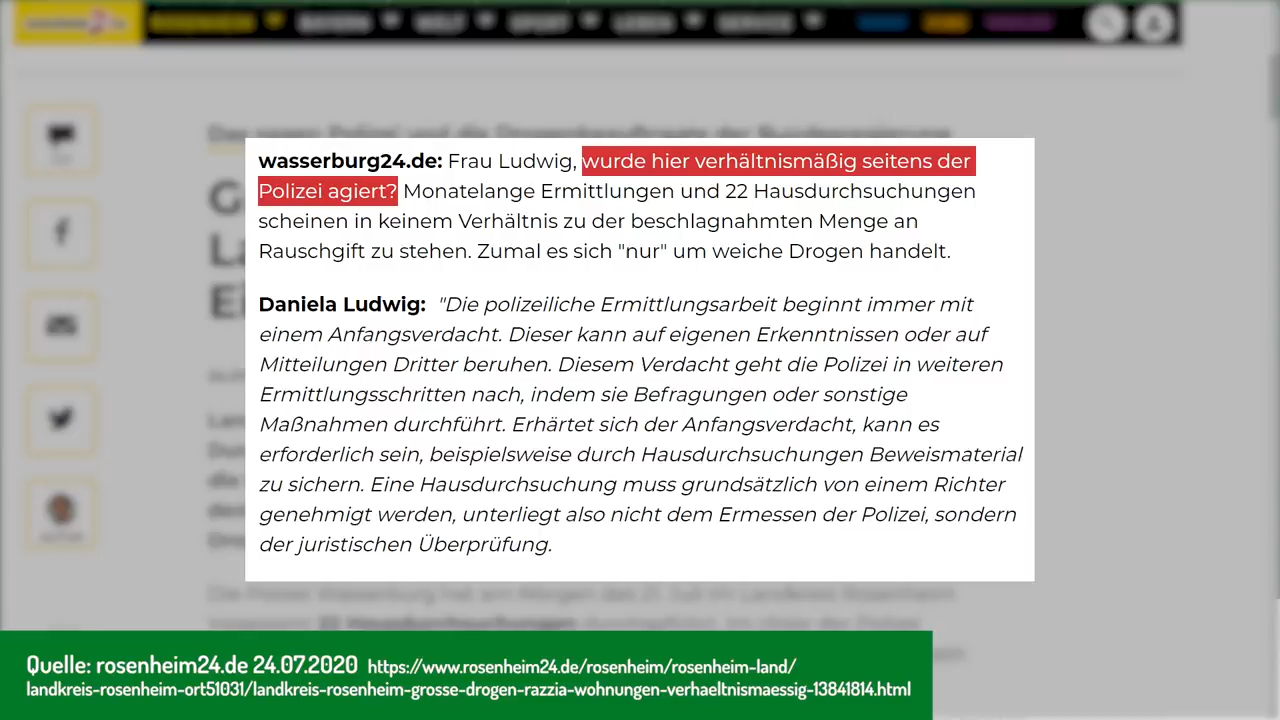 ROSENHEIM BAYERN WELT SPORT LEBEN SERVICE
wasserburg24.de: Frau Ludwig, wurde hier verhältnismäßig seitens der
Polizei agiert? Monatelange Ermittlungen und 22 Hausdurchsuchungen
scheinen in keinem Verhältnis zu der beschlagnahmten Menge an
Rauschgift zu stehen. Zumal es sich "nur" um weiche Drogen handelt.
Daniela Ludwig: "Die polizeiliche Ermittlungsarbeit beginnt immer mit
einem Anfangsverdacht. Dieser kann auf eigenen Erkenntnissen oder auf
Mitteilungen Dritter beruhen. Diesem Verdacht geht die Polizei in weiteren
Ermittlungsschritten nach, indem sie Befragungen oder sonstige
Maßnahmen durchführt. Erhärtet sich der Anfangsverdacht, kann es
erforderlich sein, beispielsweise durch Hausdurchsuchungen Beweismaterial
zu sichern. Eine Hausdurchsuchung muss grundsätzlich von einem Richter
genehmigt werden, unterliegt also nicht dem Ermessen der Polizei, sondern
der juristischen Überprüfung.
Quelle: rosenheim24.de 24.07.2020 https://www.rosenheim24.de/rosenheim/rosenheim-land/
landkreis-rosenheim-ort51031/landkreis-rosenheim-grosse-drogen-razzia-wohnungen-verhaeltnismaessig-13841814.html